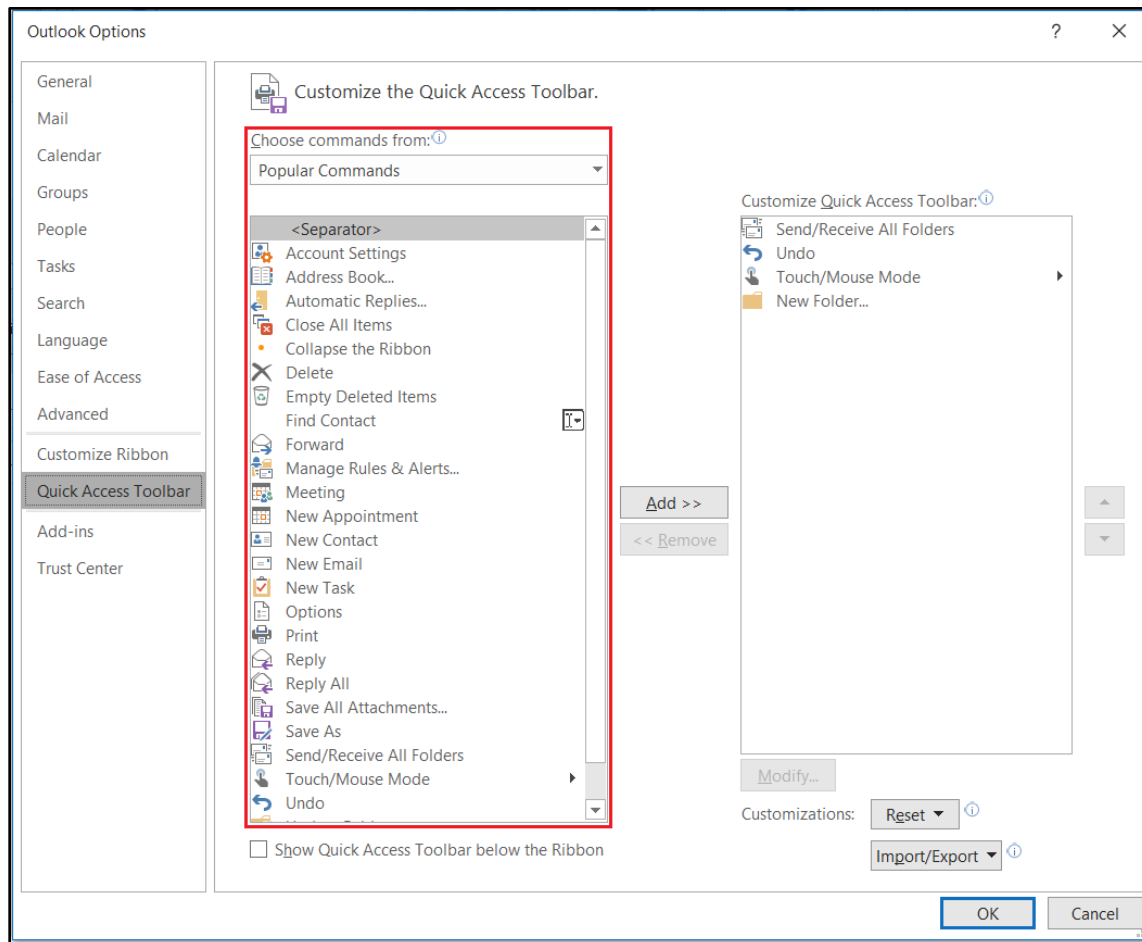 Outlook Options
?
General
Mail
Calendar
Groups
People
Tasks
Search
Language
Ease of Access
Advanced
Customize Ribbon
Quick Access Toolbar
Add-ins
Trust Center
Customize the Quick Access Toolbar.
Choose commands from:
Popular Commands
<Separator>
Account Settings
Address Book...
Automatic Replies...
Close All Items
Collapse the Ribbon
Delete
Empty Deleted Items
Find Contact
Forward
Manage Rules & Alerts...
Meeting
New Appointment
New Contact
New Email
New Task
Options
Print
Reply
Reply All
Save All Attachments...
Save As
Send/Receive All Folders
Touch/Mouse Mode
Undo
Show Quick Access Toolbar below the Ribbon
Add >>
<< Remove
Customize Quick Access Toolbar:
Send/Receive All Folders
Undo
Touch/Mouse Mode
New Folder...
Modify...
Customizations:
Reset
Import/Export
OK
Cancel